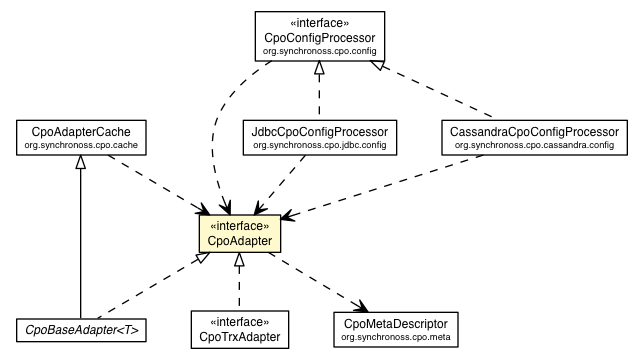 «interface»
CpoConfigProcessor
org.synchronoss.cpo.config
CpoAdapterCache
org.synchronoss.cpo.cache
JdbcCpoConfigProcessor
org.synchronoss.cpo.jdbc.config
CassandraCpoConfigProcessor
org.synchronoss.cpo.cassandra.config
«interface»
CpoAdapter
CpoBaseAdapter<T>
«interface»
CpoTrxAdapter
CpoMetaDescriptor
org.synchronoss.cpo.meta